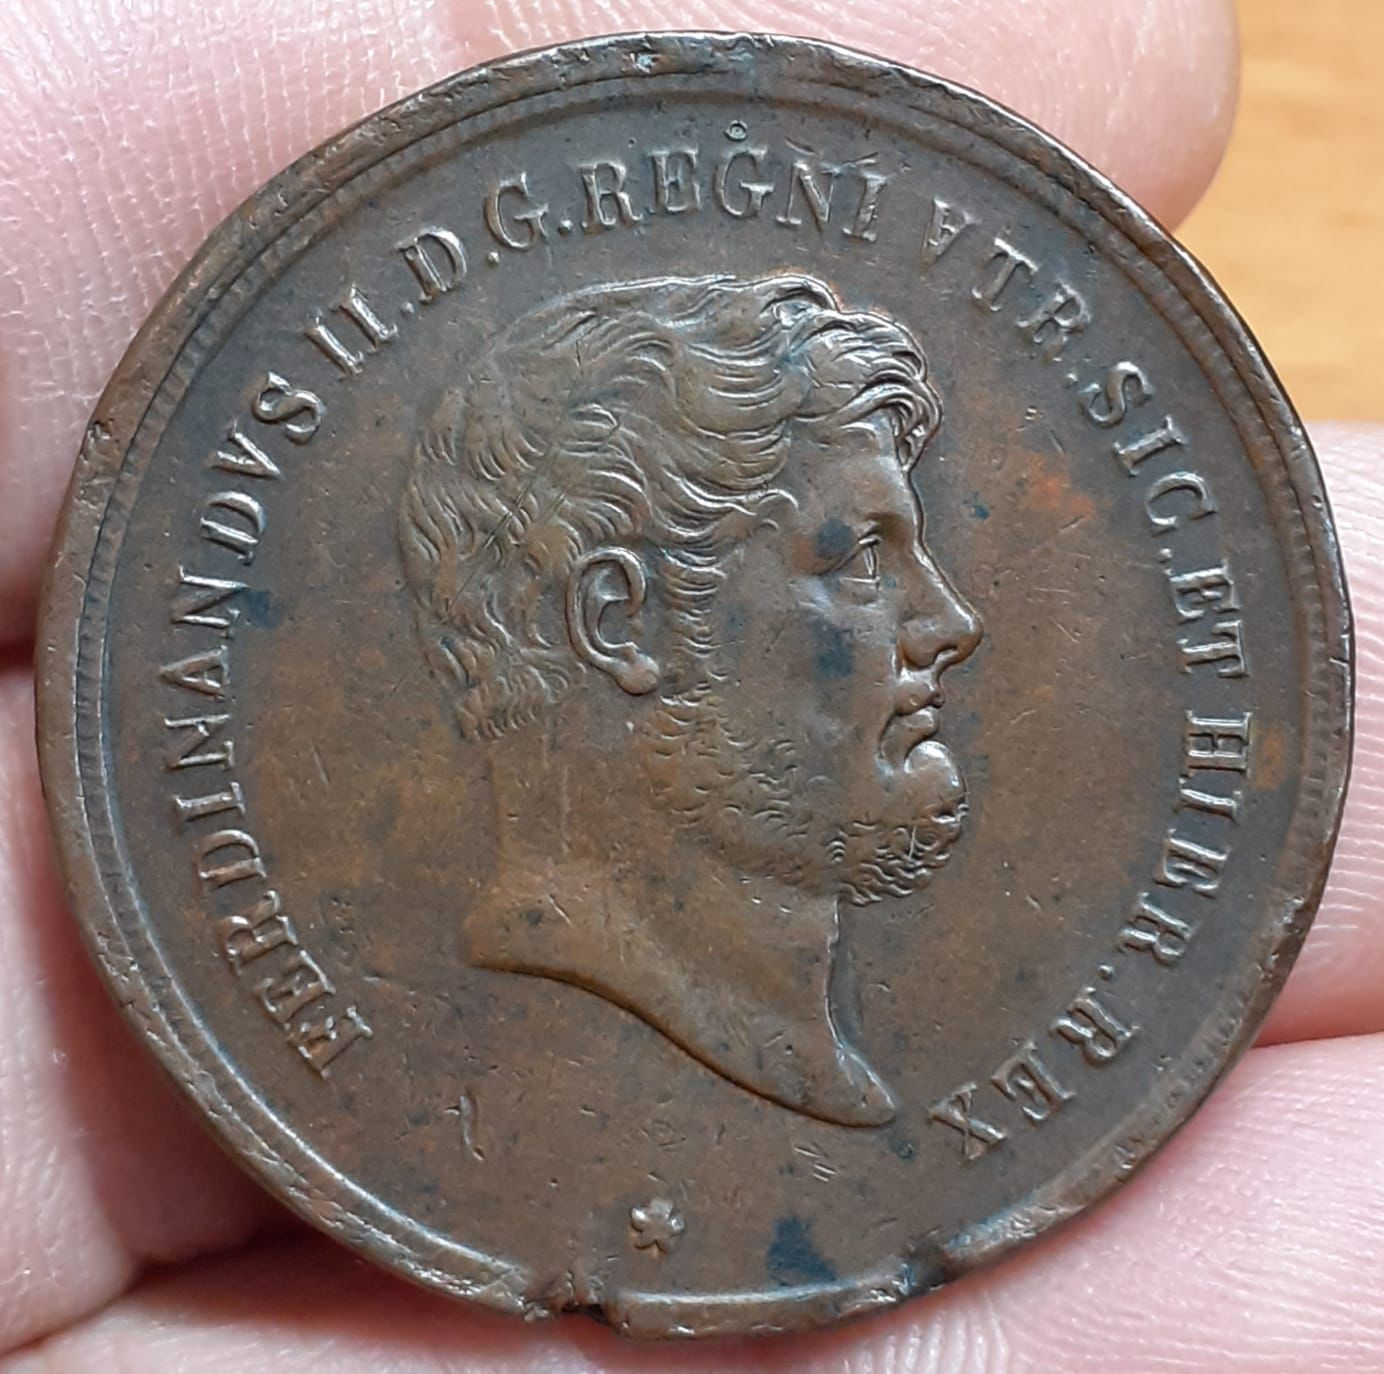 FERDINANDVS II. D. G. REGNI VTR. SIC. ET HIER. REX